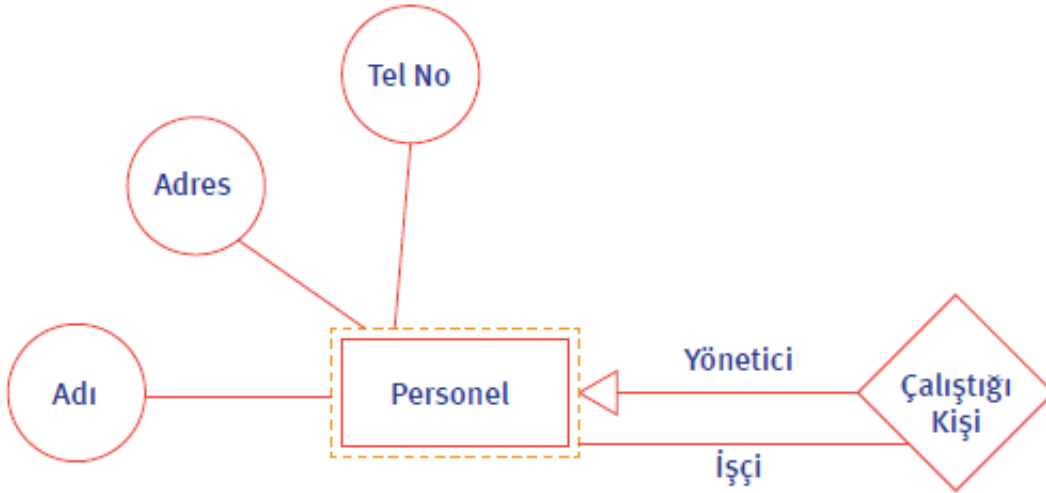 Tel No
Adres
Adı
Personel
Yönetici
İşçi
Çalıştığı
Kişi